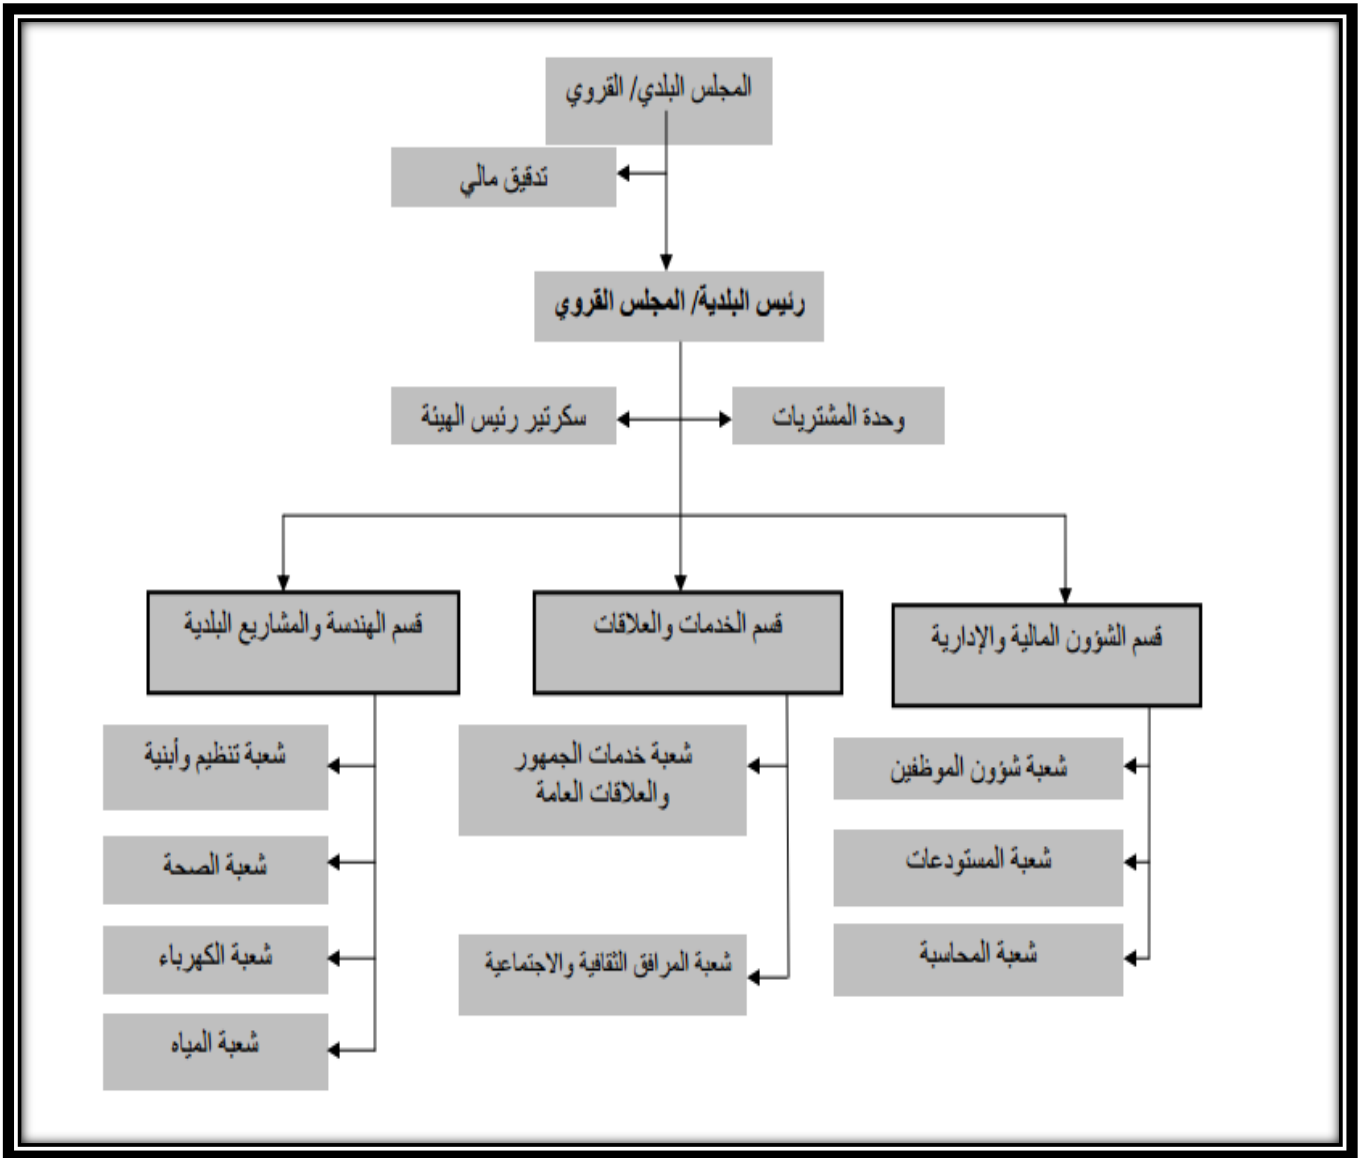 المجلس البلدي/ القروي
تدقيق مالي
رئيس البلدية/ المجلس القروي
وحدة المشتريات
سكرتير رئيس الهيئة
قسم الشؤون المالية والإدارية
قسم الخدمات والعلاقات
قسم الهندسة والمشاريع البلدية
شعبة شؤون الموظفين
شعبة المستودعات
شعبة المحاسبة
شعبة خدمات الجمهور
والعلاقات العامة
شعبة المرافق الثقافية والاجتماعية
شعبة تنظيم وأبنية
شعبة الصحة
شعبة الكهرباء
شعبة المياه